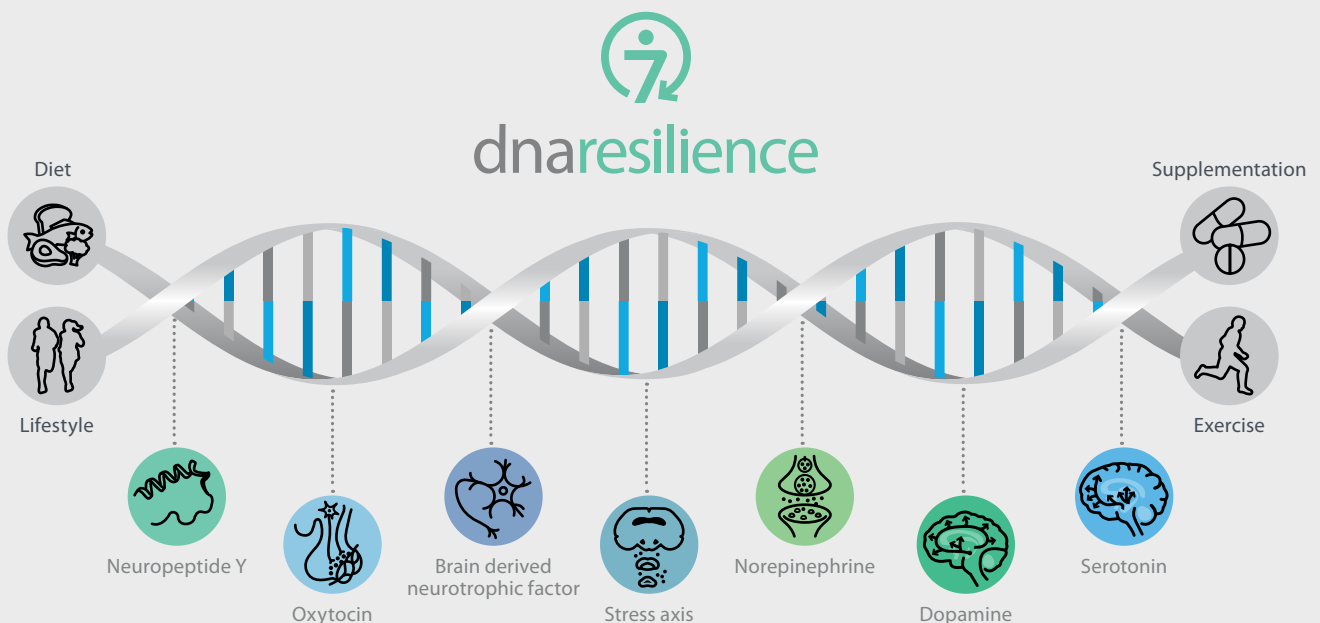 dnaresilience
Diet
Supplementation
Lifestyle
Exercise
Neuropeptide Y
Oxytocin
Brain derived
neurotrophic factor
Stress axis
Norepinephrine
Dopamine
Serotonin